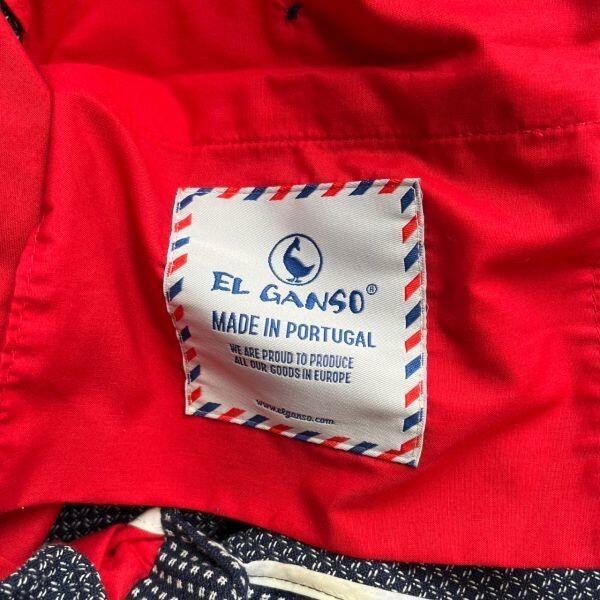 EL GANSO®
MADE IN PORTUGAL
WE ARE PROUD TO PRODUCE
ALL OUR GOODS IN EUROPE
www.elganso.com